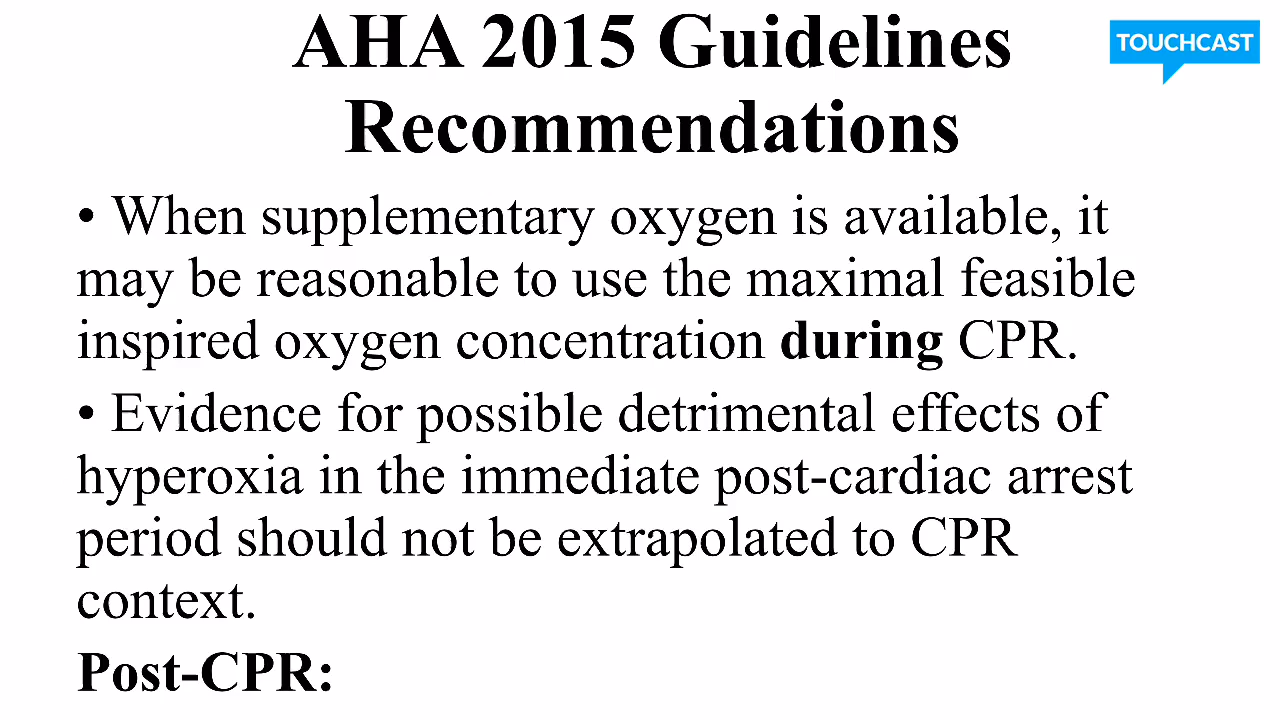 AHA 2015 Guidelines
Recommendations
TOUCHCAST
• When supplementary oxygen is available, it
may be reasonable to use the maximal feasible
inspired oxygen concentration during CPR.
• Evidence for possible detrimental effects of
hyperoxia in the immediate post-cardiac arrest
period should not be extrapolated to CPR
context.
Post-CPR: